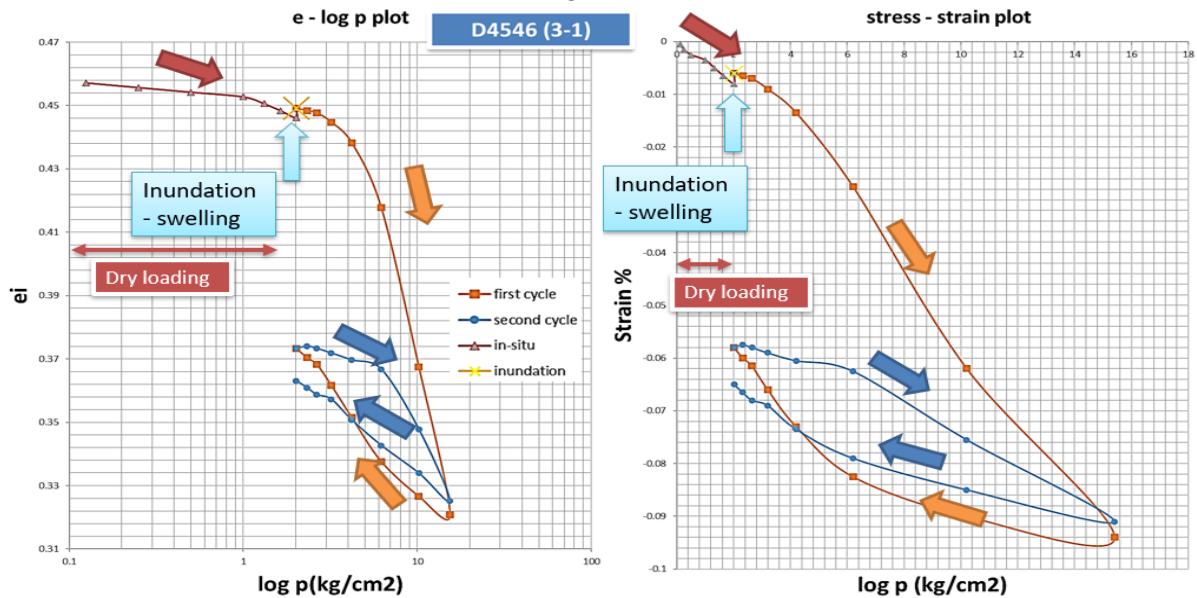 e - log p plot
D4546 (3-1)
0.47
0.45
0.43
0.41
0.39
0.37
0.35
0.33
0.31
ei
Inundation
- swelling
Dry loading
first cycle
second cycle
in-situ
inundation
0.1
1
10
100
log p(kg/cm2)
stress - strain plot
0
2
4
6
8
10
12
14
16
18
0
-0.01
-0.02
-0.03
-0.04
-0.05
-0.06
-0.07
-0.08
-0.09
-0.1
Strain %
Inundation
- swelling
Dry loading
log p (kg/cm2)